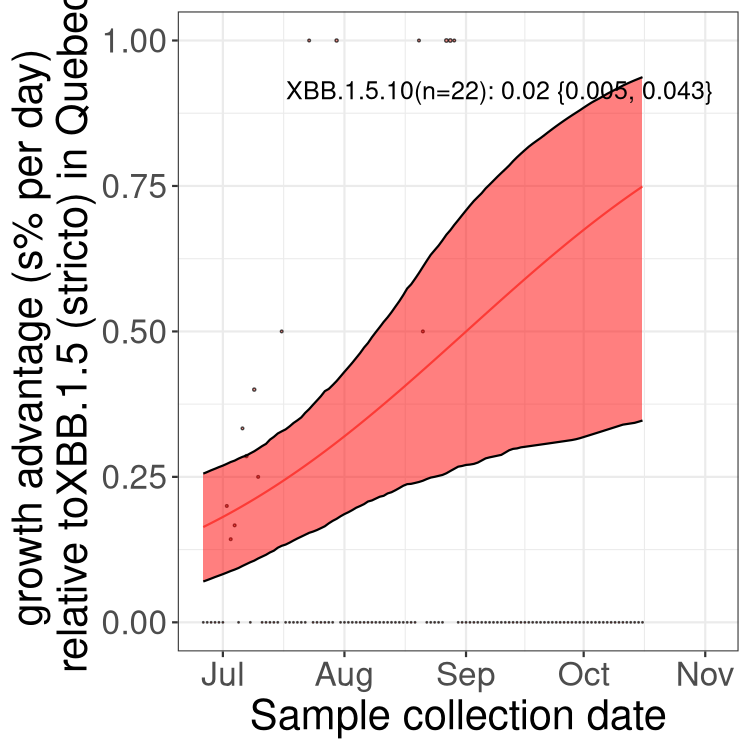 growth advantage (s% per day)
relative toXBB.1.5 (stricto) in Quebec
1.00
XBB.1.5.10(n=22): 0.02 {0.005, 0.043}
0.75
0.50
0.25
0.00
Jul Aug Sep Oct Nov
Sample collection date